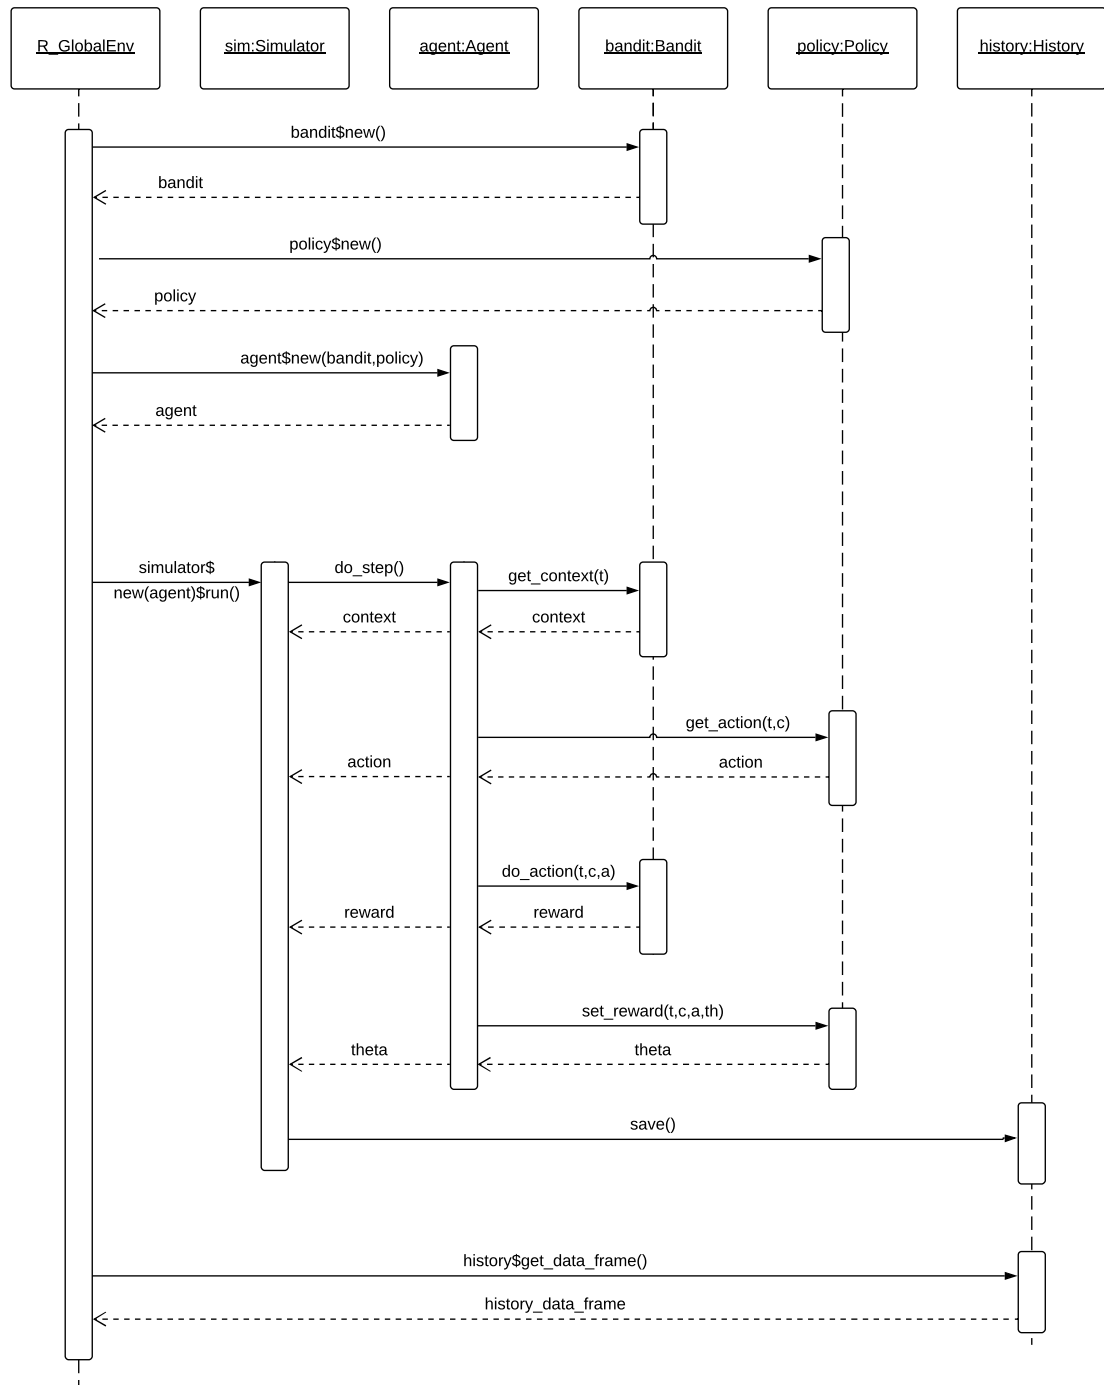 R_GlobalEnv
sim:Simulator
agent:Agent
bandit:Bandit
policy:Policy
history:History
bandit$new()
bandit
policy$new()
policy
agent$new(bandit,policy)
agent
simulator$
new(agent)$run()
do_step()
get_context(t)
context
context
get_action(t,c)
action
action
do_action(t,c,a)
reward
reward
set_reward(t,c,a,th)
theta
theta
save()
history$get_data_frame()
history_data_frame